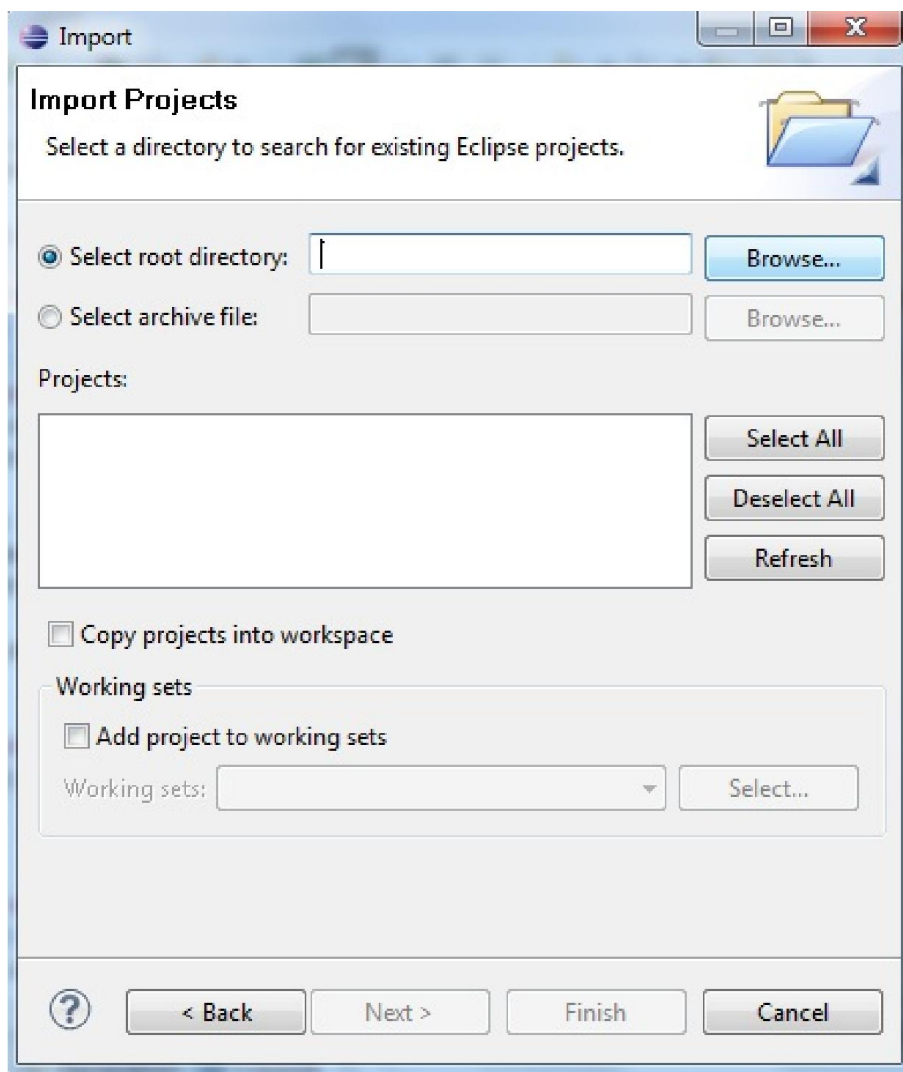 Import
Import Projects
Select a directory to search for existing Eclipse projects.
Select root directory:
Browse...
Select archive file:
Browse...
Projects:
Select All
Deselect All
Refresh
Copy projects into workspace
Working sets
Add project to working sets
Working sets:
Select...
?
< Back
Next >
Finish
Cancel